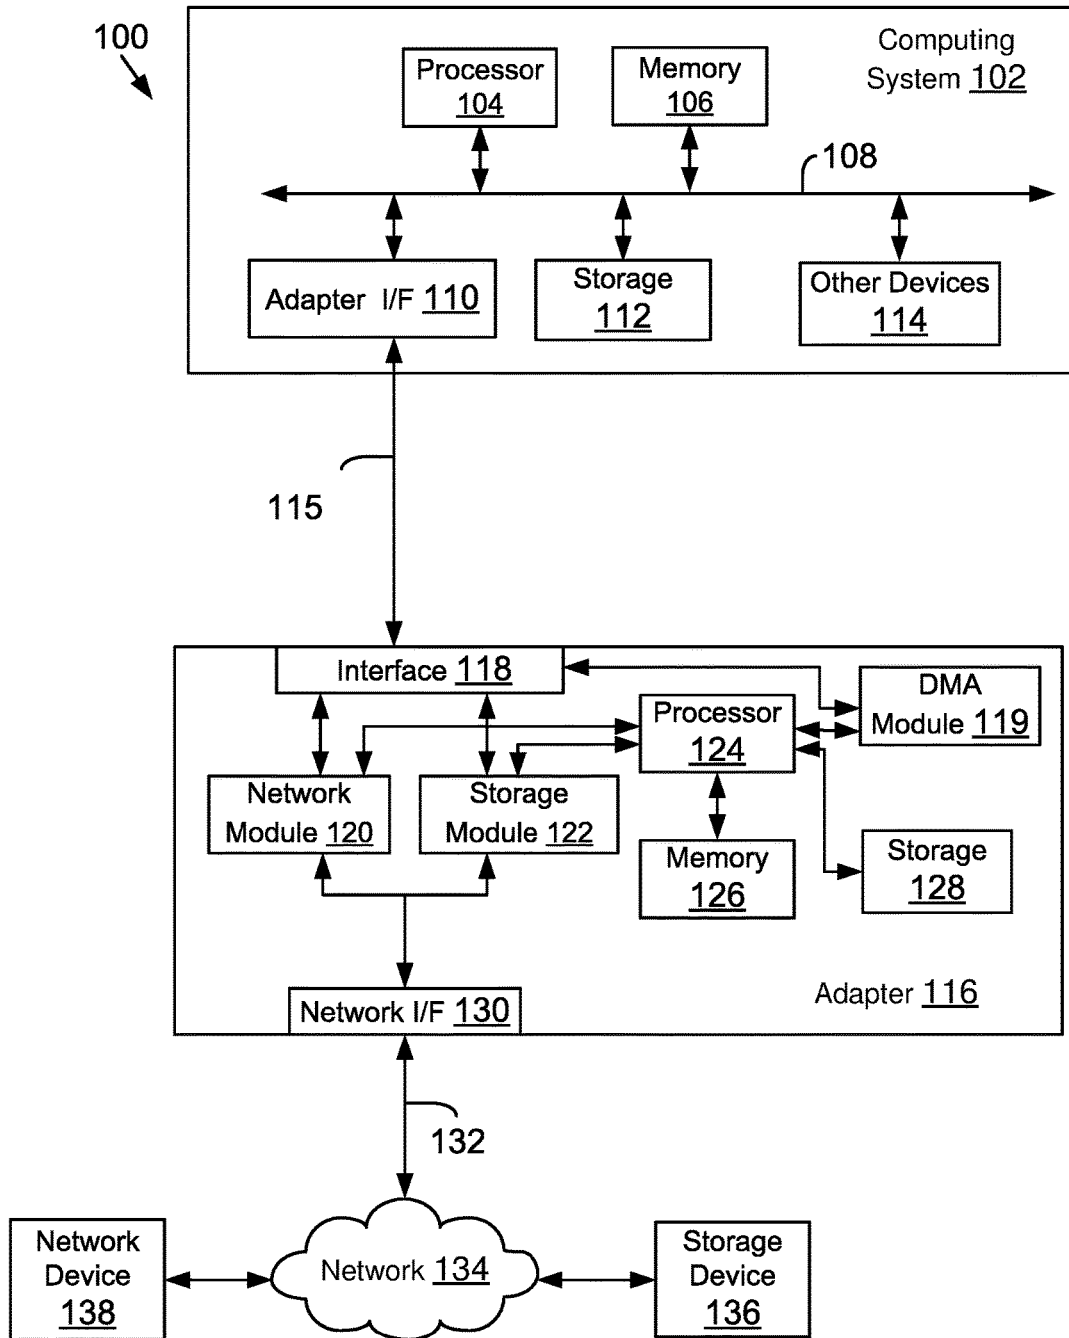 100
Computing
System 102
Processor
104
Memory
106
108
Adapter I/F 110
Storage
112
Other Devices
114
115
Interface 118
DMA
Module 119
Processor
124
Network
Module 120
Storage
Module 122
Memory
126
Storage
128
Adapter 116
Network I/F 130
132
Network
Device
138
Network 134
Storage
Device
136